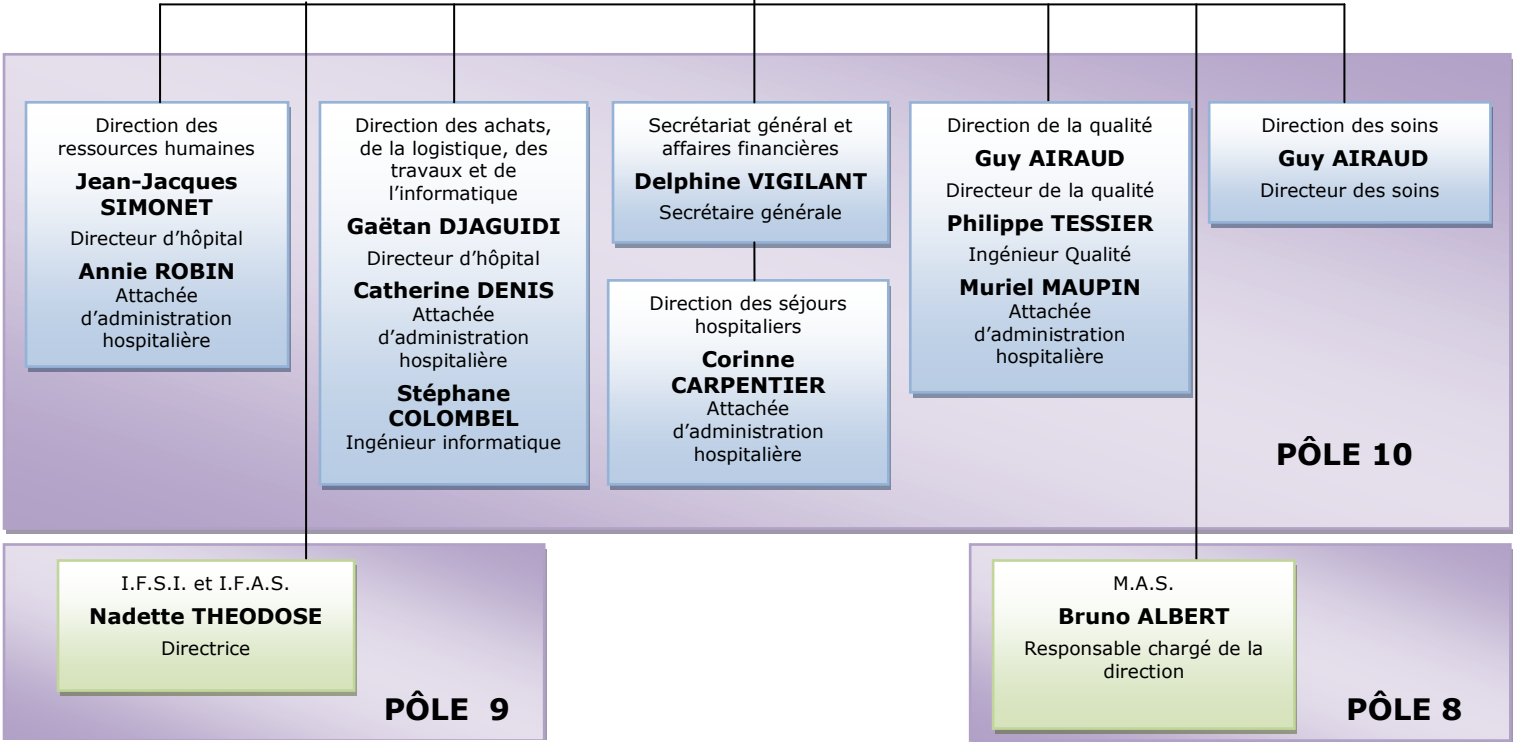 Direction des
ressources humaines
Jean-Jacques
SIMONET
Directeur d’hôpital
Annie ROBIN
Attachée
d’administration
hospitalière
Direction des achats,
de la logistique, des
travaux et de
l’informatique
Gaëtan DJAGUIDI
Directeur d’hôpital
Catherine DENIS
Attachée
d’administration
hospitalière
Stéphane
COLOMBEL
Ingénieur informatique
Secrétariat général et
affaires financières
Delphine VIGILANT
Secrétaire générale
Direction des séjours
hospitaliers
Corinne
CARPENTIER
Attachée
d’administration
hospitalière
Direction de la qualité
Guy AIRAUD
Directeur de la qualité
Philippe TESSIER
Ingénieur Qualité
Muriel MAUPIN
Attachée
d’administration
hospitalière
Direction des soins
Guy AIRAUD
Directeur des soins
PÔLE 10
I.F.S.I. et I.F.A.S.
Nadette THEODOSE
Directrice
PÔLE 9
M.A.S.
Bruno ALBERT
Responsable chargé de la
direction
PÔLE 8